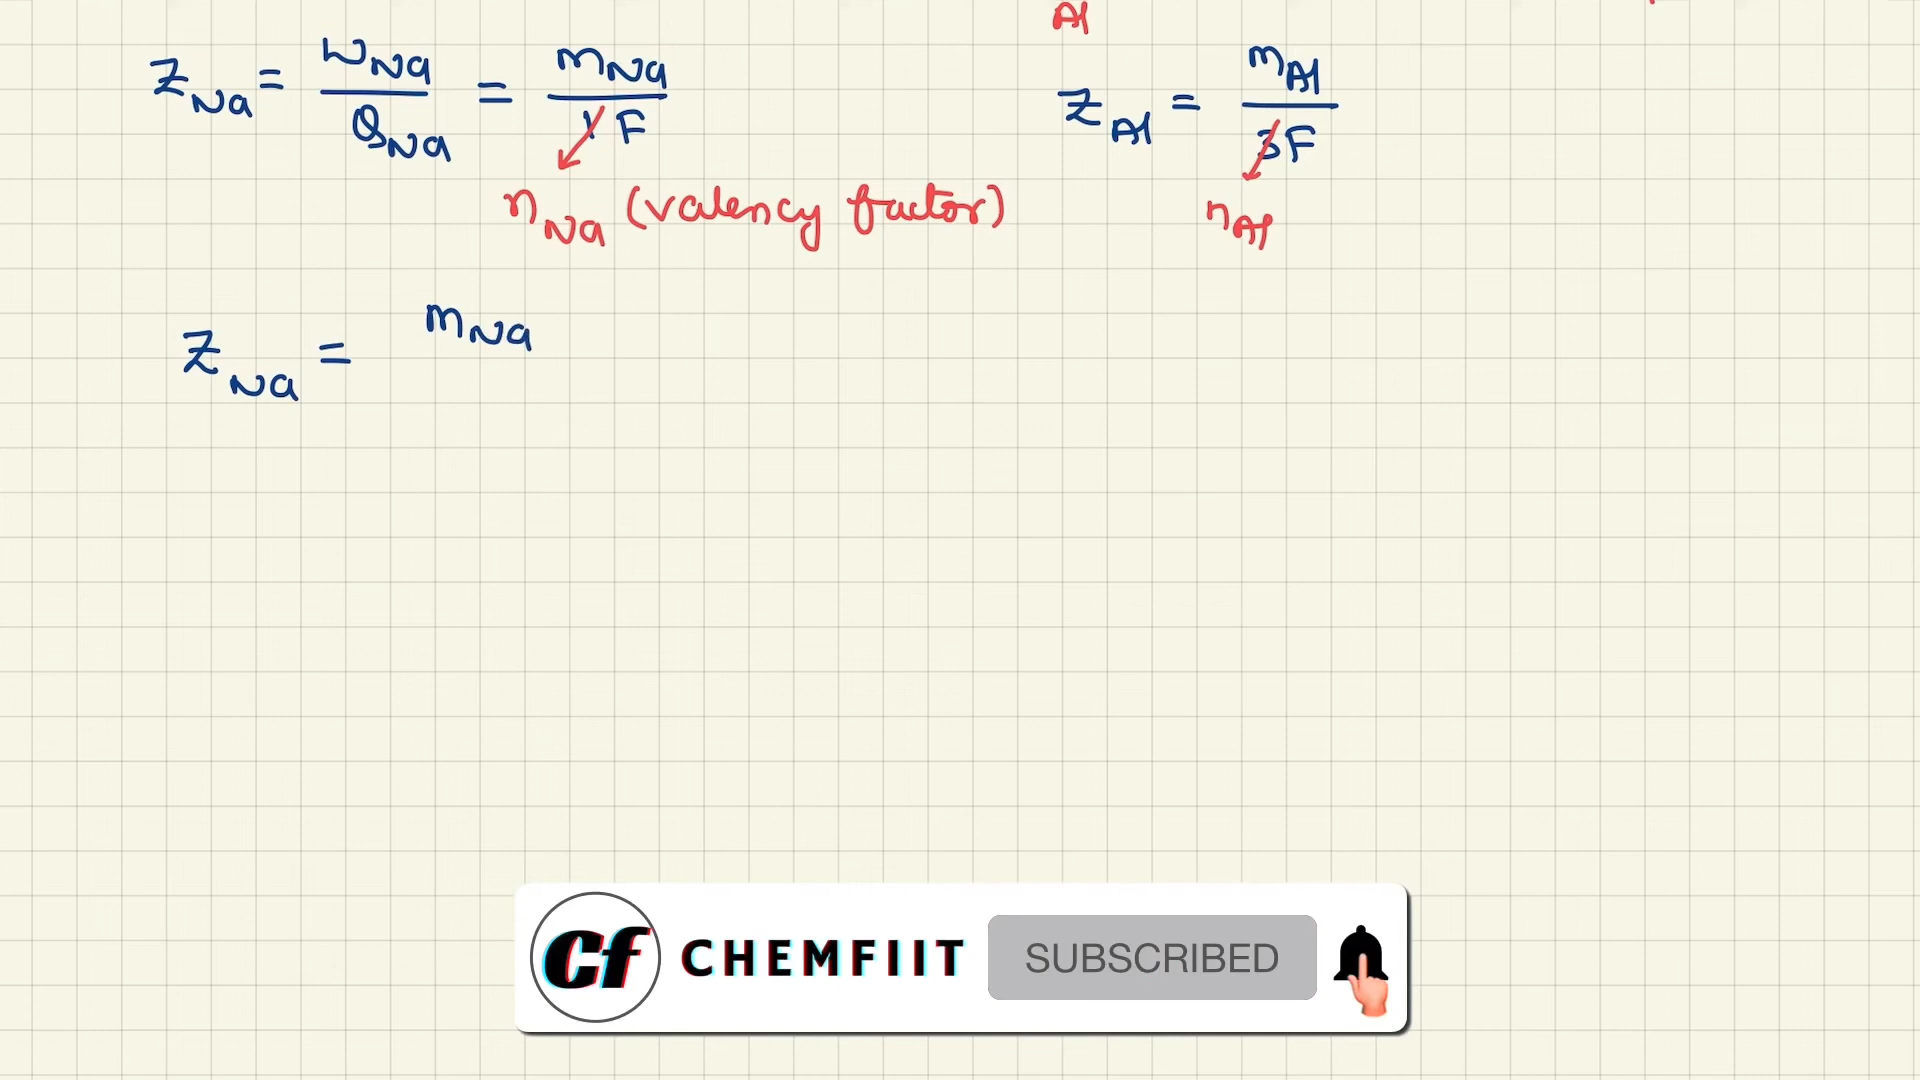 Al
Z_Na = W_Na / Q_Na = m_Na / 1F
Z_Al = m_Al / 3F
n_Na (valency factor)
n_Al
Z_Na = m_Na
Cf CHEMFIIT SUBSCRIBED